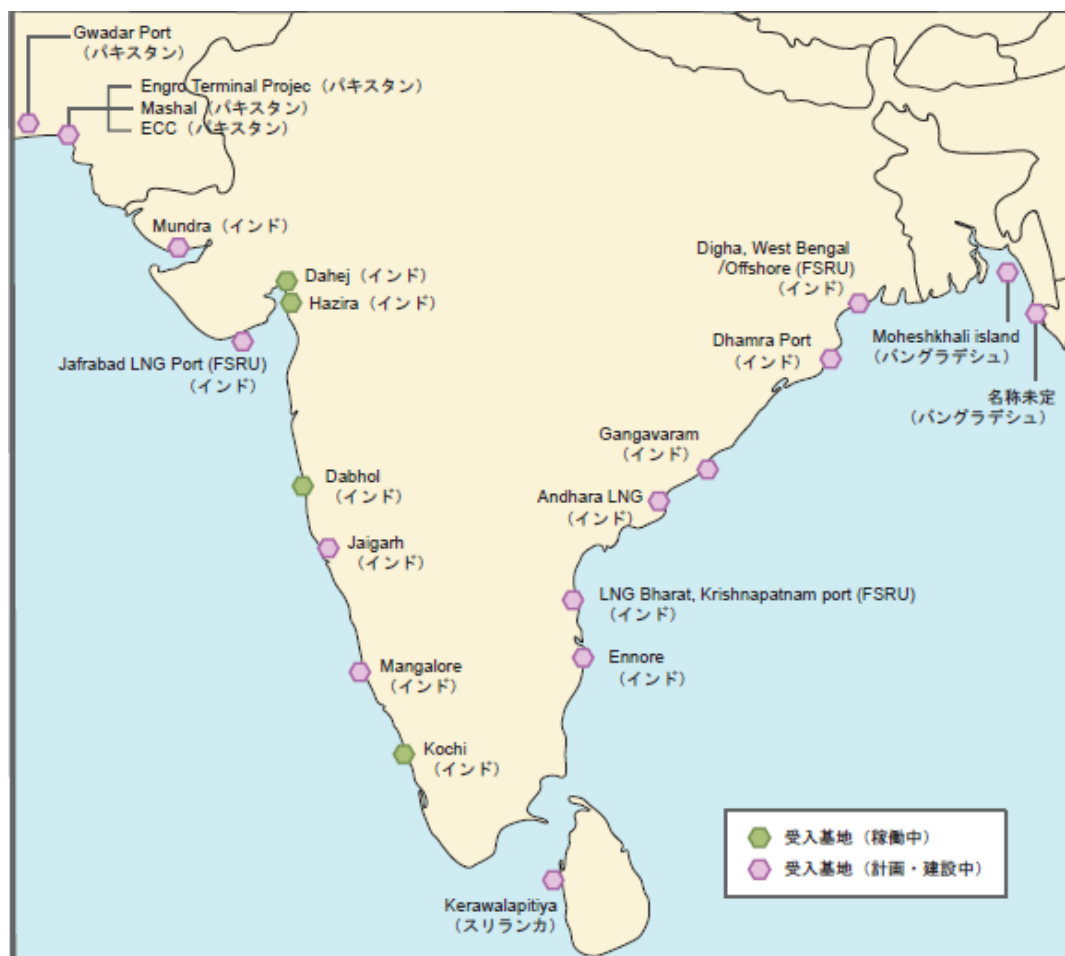 Gwadar Port
（パキスタン）
Engro Terminal Projec（パキスタン）
Mashal（パキスタン）
ECC（パキスタン）
Mundra（インド）
Dahej（インド）
Hazira（インド）
Jafrabad LNG Port (FSRU)
（インド）
Dabhol
（インド）
Jaigarh
（インド）
Mangalore
（インド）
Kochi
（インド）
Digha, West Bengal
/Offshore (FSRU)
（インド）
Dhamra Port
（インド）
Gangavaram
（インド）
Andhara LNG
（インド）
LNG Bharat, Krishnapatnam port (FSRU)
（インド）
Ennore
（インド）
Moheshkhali island
（バングラデシュ）
名称未定
（バングラデシュ）
Kerawalapitiya
（スリランカ）
受入基地（稼働中）
受入基地（計画・建設中）